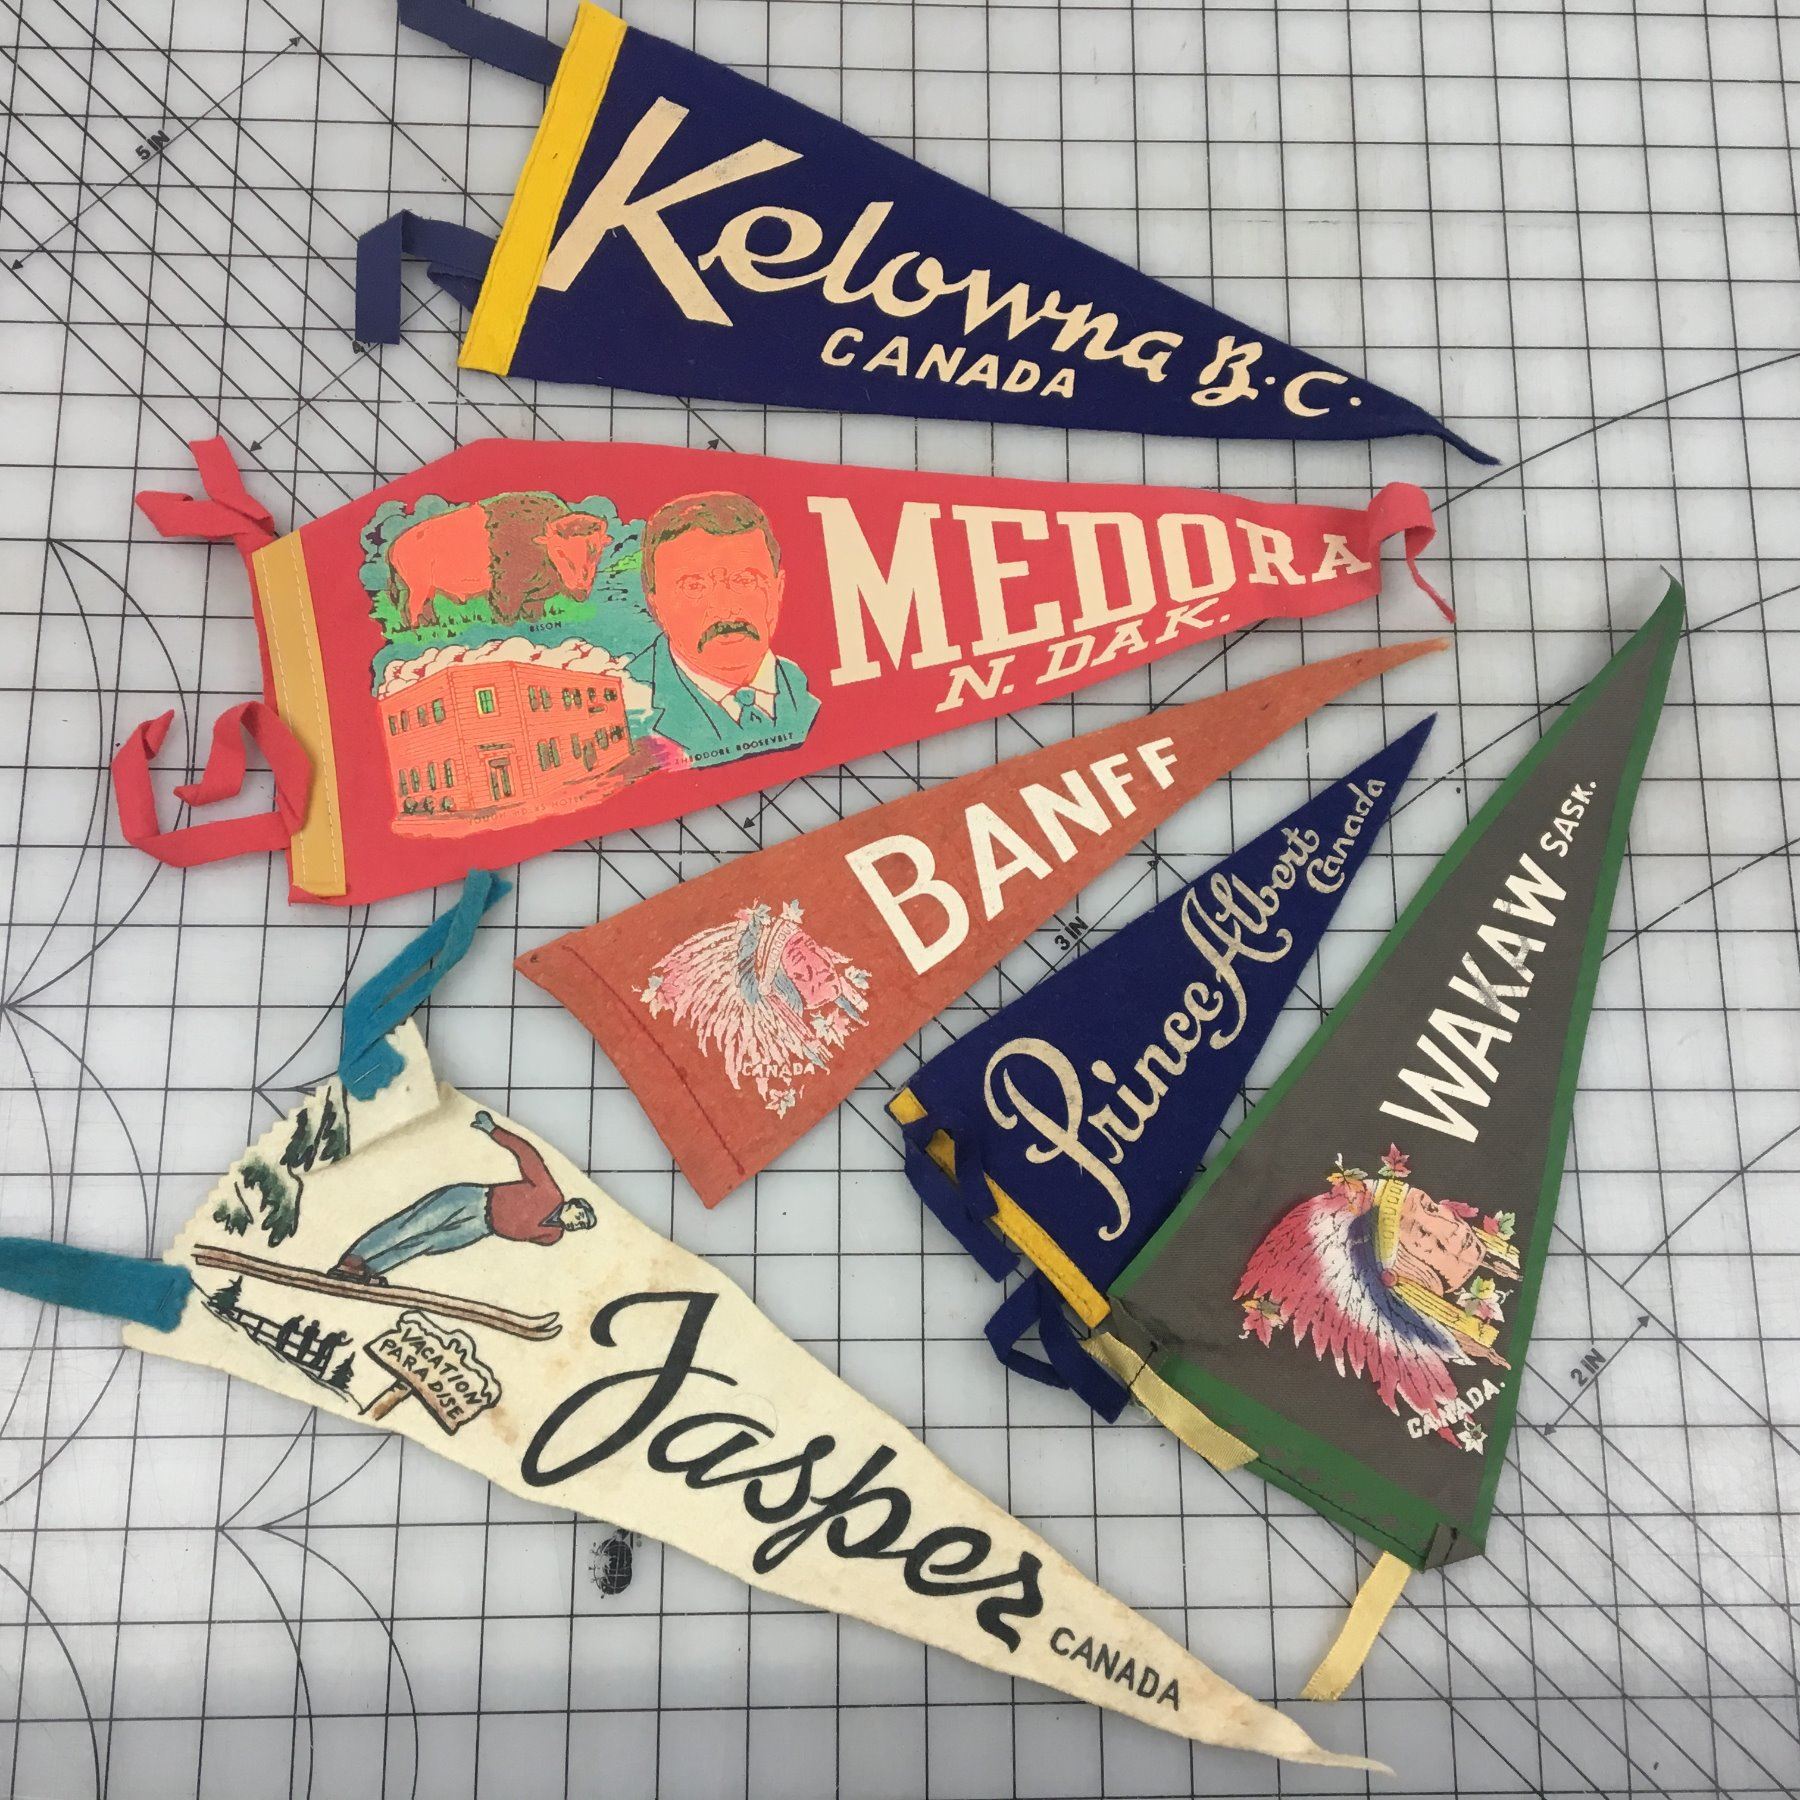 5 IN
Kelowna B.C.
CANADA
MEDORA
N. DAK.
BISON
THEODORE ROOSEVELT
BANFF
CANADA
Prince Albert
Canada
3 IN
WAKAW SASK.
CANADA.
2 IN
VACATION
PARADISE
Jasper
CANADA